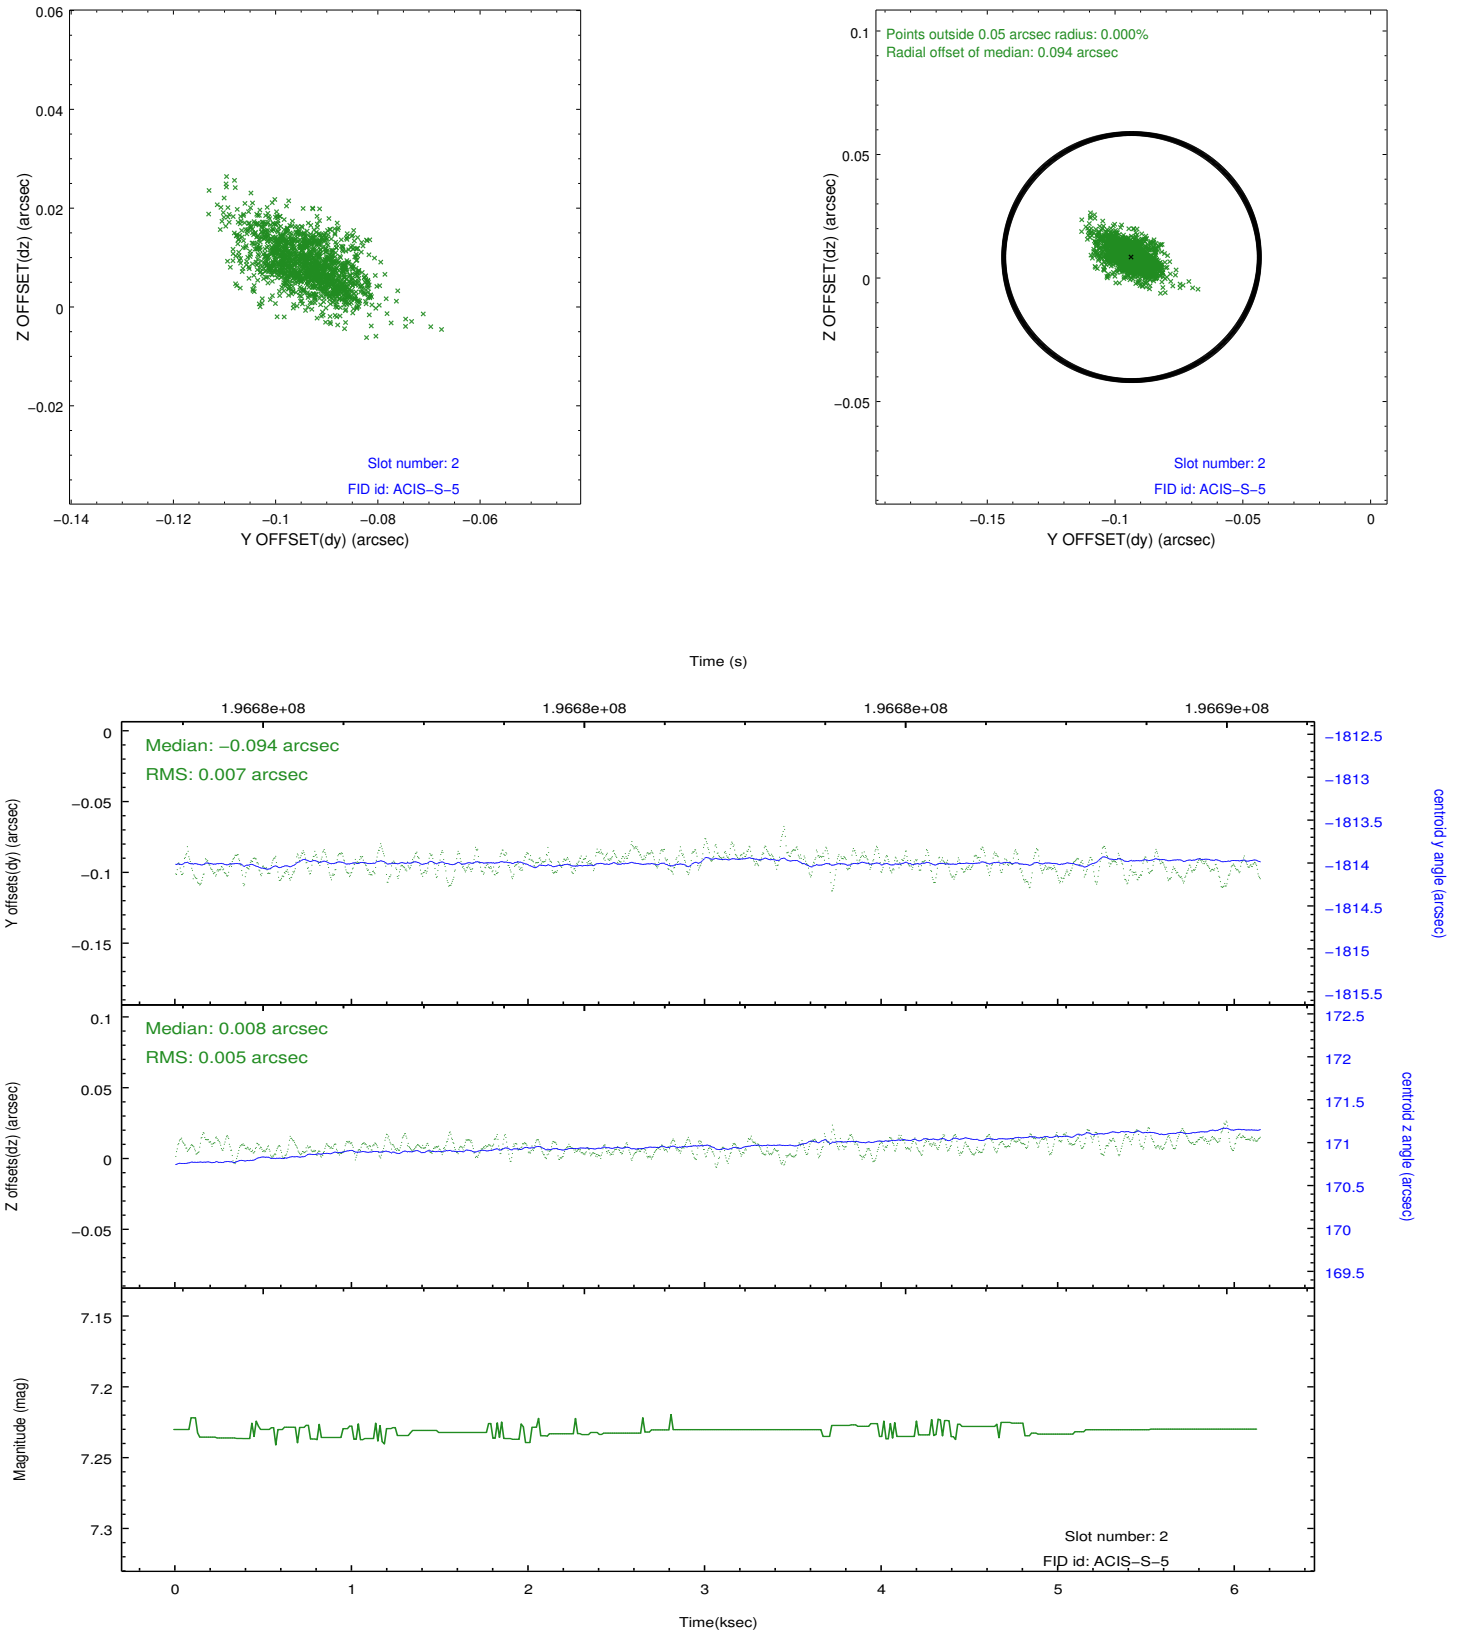 0.06
0.04
0.02
0
−0.02
Z OFFSET(dz) (arcsec)
Slot number: 2
FID id: ACIS−S−5
−0.14 −0.12 −0.1 −0.08 −0.06
Y OFFSET(dy) (arcsec)
Points outside 0.05 arcsec radius: 0.000%
Radial offset of median: 0.094 arcsec
0.1
0.05
0
−0.05
Z OFFSET(dz) (arcsec)
Slot number: 2
FID id: ACIS−S−5
−0.15 −0.1 −0.05 0
Y OFFSET(dy) (arcsec)
Time (s)
1.9668e+08 1.9668e+08 1.9668e+08 1.9669e+08
Median: −0.094 arcsec
RMS: 0.007 arcsec
0
−0.05
−0.1
−0.15
Y offsets(dy) (arcsec)
−1812.5
−1813
−1813.5
−1814
−1814.5
−1815
−1815.5
centroid y angle (arcsec)
Median: 0.008 arcsec
RMS: 0.005 arcsec
0.1
0.05
0
−0.05
Z offsets(dz) (arcsec)
172.5
172
171.5
171
170.5
170
169.5
centroid z angle (arcsec)
7.15
7.2
7.25
7.3
Magnitude (mag)
Slot number: 2
FID id: ACIS−S−5
0 1 2 3 4 5 6
Time(ksec)